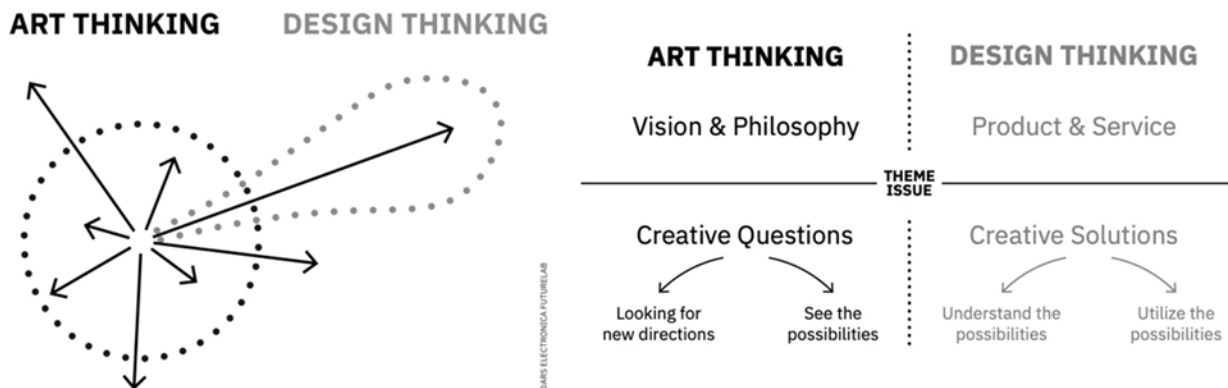 ART THINKING
DESIGN THINKING
ARS ELECTRONICA FUTURELAB
ART THINKING
DESIGN THINKING
Vision & Philosophy
Product & Service
THEME
ISSUE
Creative Questions
Creative Solutions
Looking for
new directions
See the
possibilities
Understand the
possibilities
Utilize the
possibilities